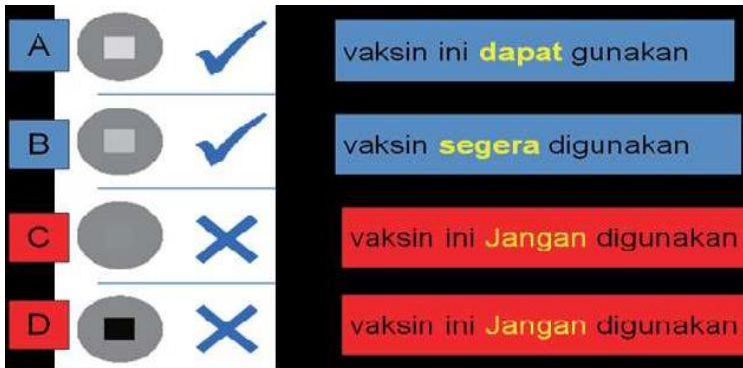 A vaksin ini dapat gunakan
B vaksin segera digunakan
C vaksin ini Jangan digunakan
D vaksin ini Jangan digunakan